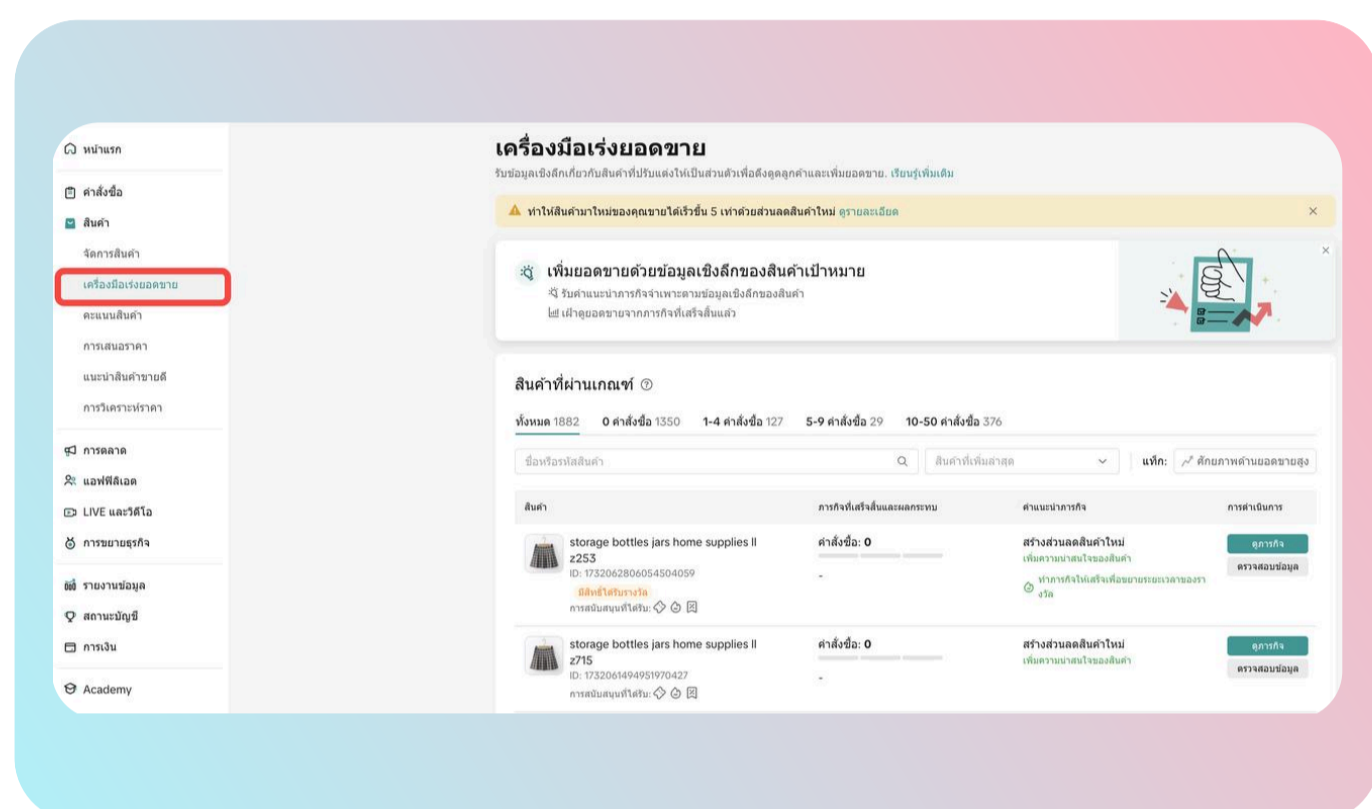 หน้าแรก
คำสั่งซื้อ
สินค้า
จัดการสินค้า
เครื่องมือเร่งยอดขาย
คะแนนสินค้า
การเสนอราคา
แนะนำสินค้าขายดี
การวิเคราะห์ราคา
การตลาด
แอฟฟิลิเอต
LIVE และวิดีโอ
การขยายธุรกิจ
รายงานข้อมูล
สถานะบัญชี
การเงิน
Academy
เครื่องมือเร่งยอดขาย
รับข้อมูลเชิงลึกเกี่ยวกับสินค้าที่ปรับแต่งให้เป็นส่วนตัวเพื่อดึงดูดลูกค้าและเพิ่มยอดขาย. เรียนรู้เพิ่มเติม
ทำให้สินค้ามาใหม่ของคุณขายได้เร็วขึ้น 5 เท่าด้วยส่วนลดสินค้าใหม่ ดูรายละเอียด
เพิ่มยอดขายด้วยข้อมูลเชิงลึกของสินค้าเป้าหมาย
รับคำแนะนำภารกิจจำเพาะตามข้อมูลเชิงลึกของสินค้า
เฝ้าดูยอดขายจากภารกิจที่เสร็จสิ้นแล้ว
สินค้าที่ผ่านเกณฑ์
ทั้งหมด 1882 0 คำสั่งซื้อ 1350 1-4 คำสั่งซื้อ 127 5-9 คำสั่งซื้อ 29 10-50 คำสั่งซื้อ 376
ชื่อหรือรหัสสินค้า สินค้าที่เพิ่มล่าสุด แท็ก: ศักยภาพด้านยอดขายสูง
สินค้า ภารกิจที่เสร็จสิ้นและผลกระทบ คำแนะนำภารกิจ การดำเนินการ
storage bottles jars home supplies ll คำสั่งซื้อ: 0 สร้างส่วนลดสินค้าใหม่ ดูภารกิจ
z253 เพิ่มความน่าสนใจของสินค้า ตรวจสอบข้อมูล
ID: 1732062806054504059 - ทำภารกิจให้เสร็จเพื่อขยายระยะเวลาของรา
มีสิทธิ์ได้รับรางวัล งวัล
การสนับสนุนที่ได้รับ:
storage bottles jars home supplies ll คำสั่งซื้อ: 0 สร้างส่วนลดสินค้าใหม่ ดูภารกิจ
z715 เพิ่มความน่าสนใจของสินค้า ตรวจสอบข้อมูล
ID: 1732061494951970427 -
การสนับสนุนที่ได้รับ: